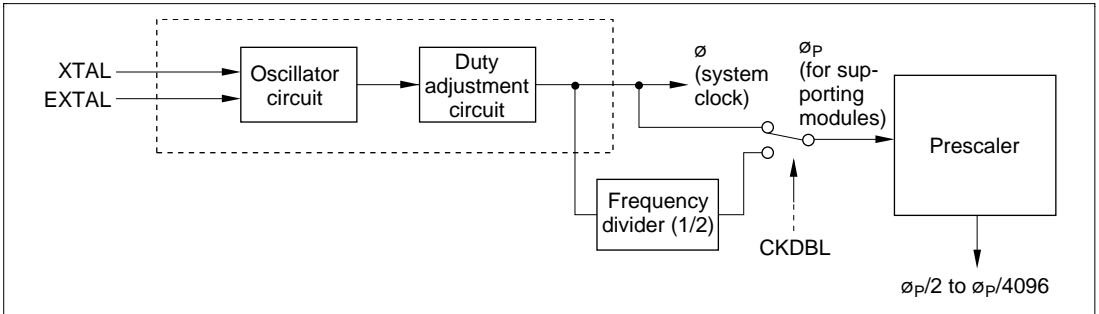 XTAL
EXTAL
Oscillator
circuit
Duty
adjustment
circuit
ø
(system
clock)
øP
(for sup-
porting
modules)
Prescaler
Frequency
divider (1/2)
CKDBL
øP/2 to øP/4096